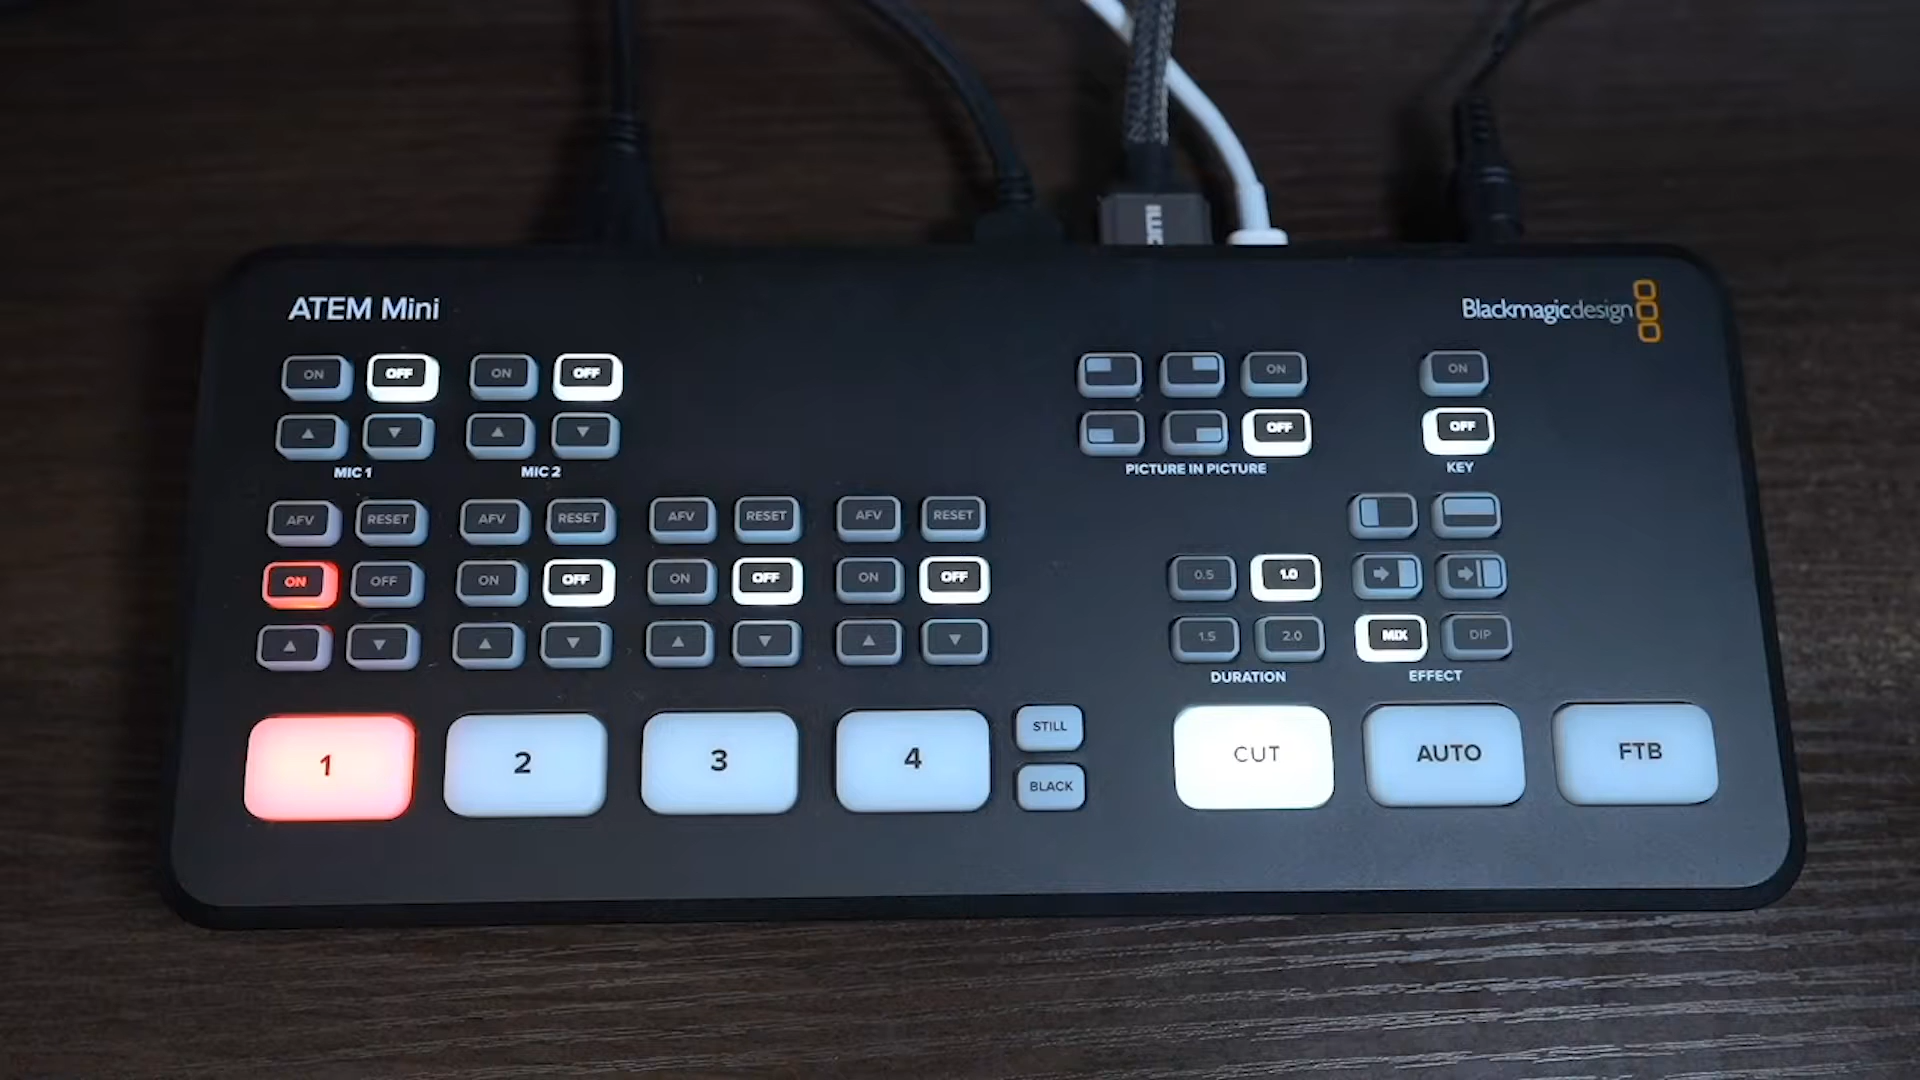 ATEM Mini
Blackmagicdesign
ON OFF ON OFF
MIC 1 MIC 2
ON
OFF
PICTURE IN PICTURE
ON
OFF
KEY
AFV RESET AFV RESET AFV RESET AFV RESET
ON OFF ON OFF ON OFF ON OFF
0.5 1.0
1.5 2.0
DURATION
MIX DIP
EFFECT
1 2 3 4
STILL
BLACK
CUT AUTO FTB